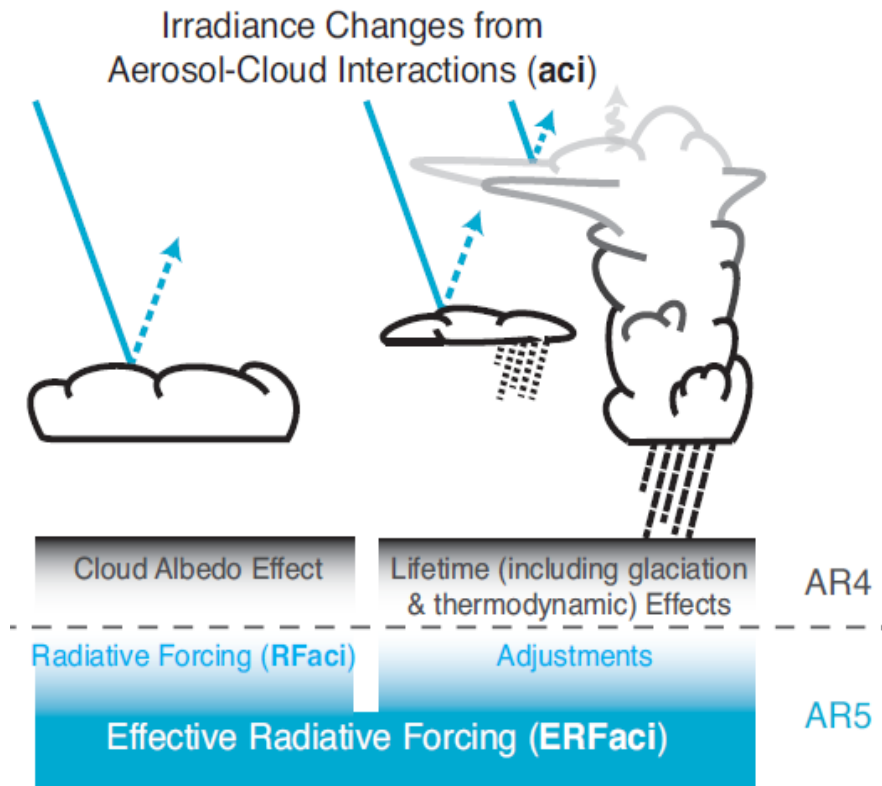 Irradiance Changes from
Aerosol-Cloud Interactions (aci)
Cloud Albedo Effect
Lifetime (including glaciation
& thermodynamic) Effects
AR4
Radiative Forcing (RFaci)
Adjustments
AR5
Effective Radiative Forcing (ERFaci)